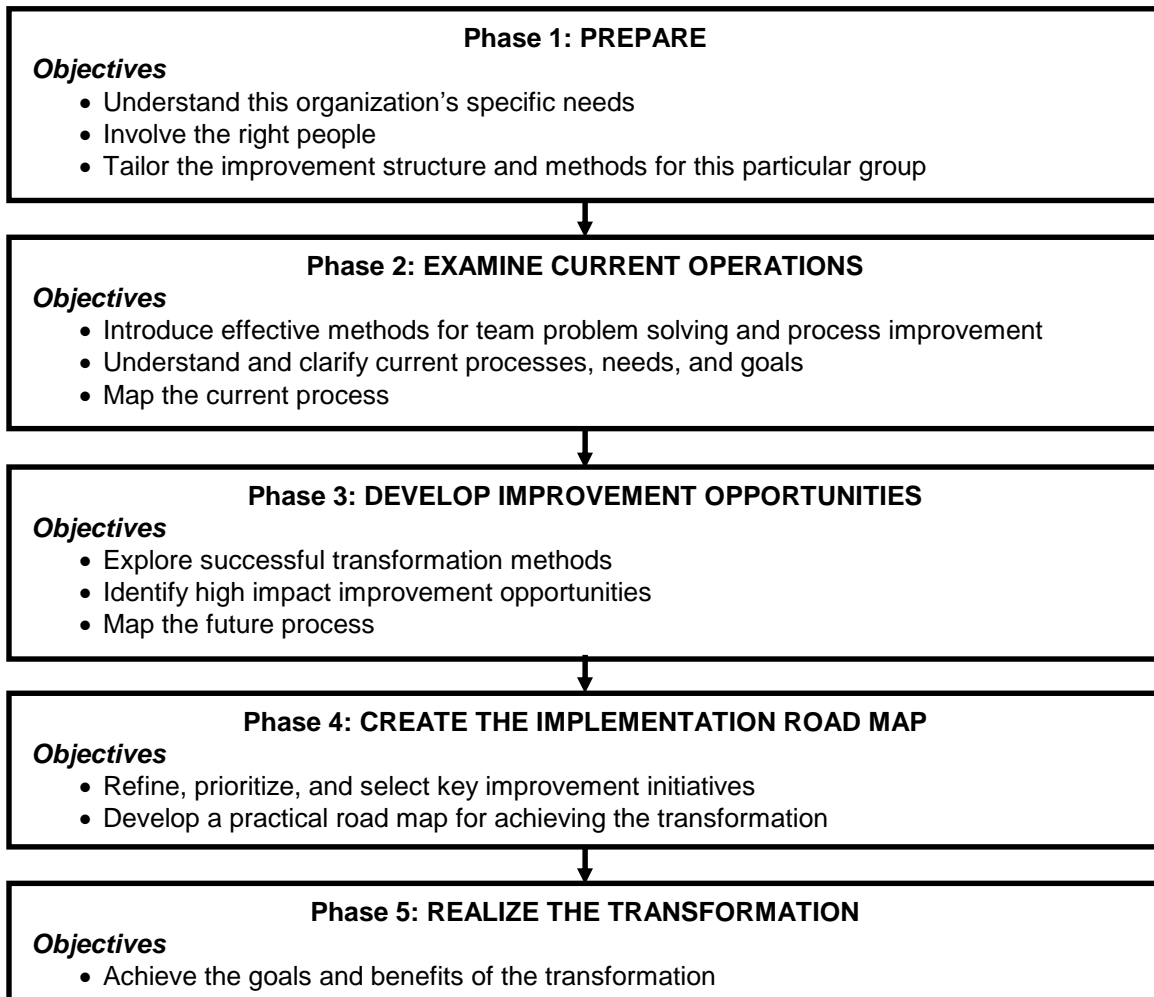 Phase 1: PREPARE
Objectives
• Understand this organization’s specific needs
• Involve the right people
• Tailor the improvement structure and methods for this particular group
Phase 2: EXAMINE CURRENT OPERATIONS
Objectives
• Introduce effective methods for team problem solving and process improvement
• Understand and clarify current processes, needs, and goals
• Map the current process
Phase 3: DEVELOP IMPROVEMENT OPPORTUNITIES
Objectives
• Explore successful transformation methods
• Identify high impact improvement opportunities
• Map the future process
Phase 4: CREATE THE IMPLEMENTATION ROAD MAP
Objectives
• Refine, prioritize, and select key improvement initiatives
• Develop a practical road map for achieving the transformation
Phase 5: REALIZE THE TRANSFORMATION
Objectives
• Achieve the goals and benefits of the transformation